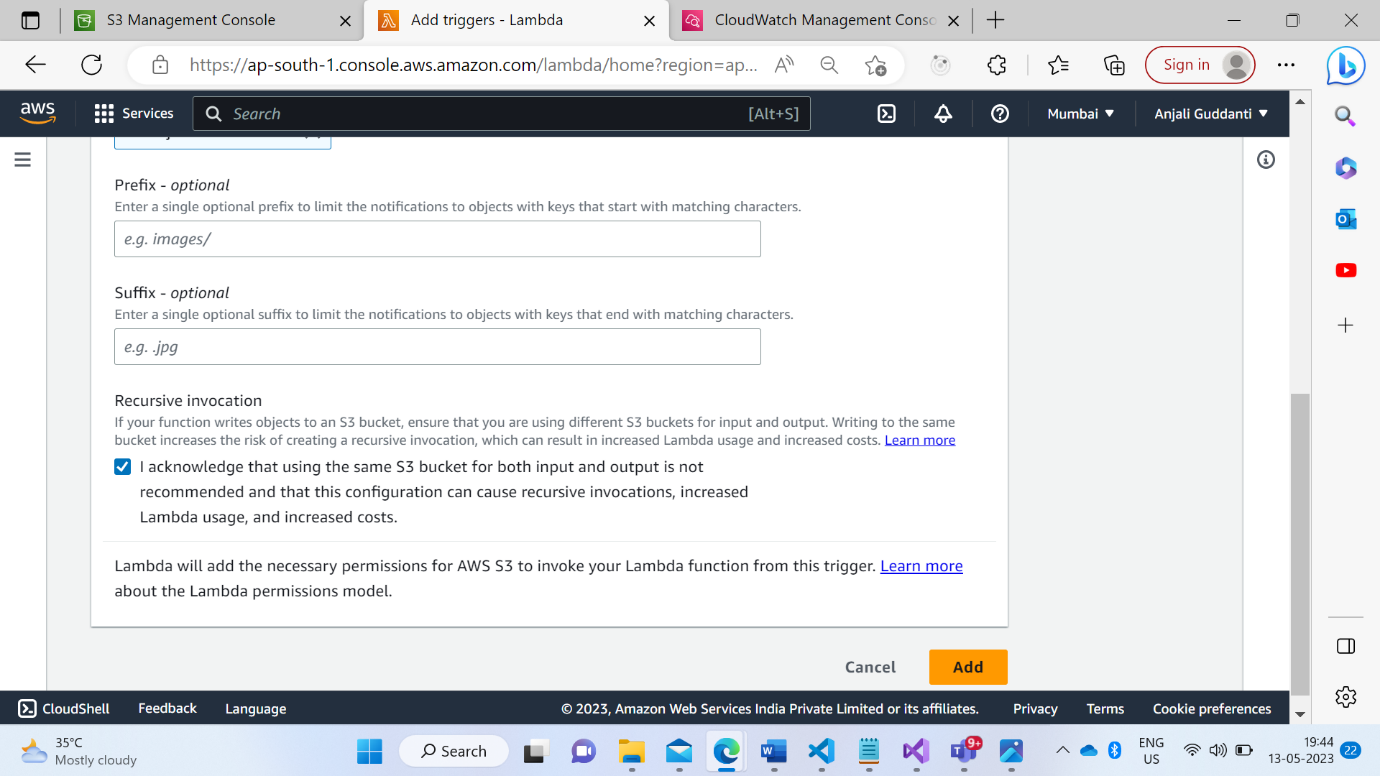 S3 Management Console
Add triggers - Lambda
CloudWatch Management Conso
https://ap-south-1.console.aws.amazon.com/lambda/home?region=ap...
Sign in
aws
Services
Search
[Alt+S]
Mumbai
Anjali Guddanti
Prefix - optional
Enter a single optional prefix to limit the notifications to objects with keys that start with matching characters.
e.g. images/
Suffix - optional
Enter a single optional suffix to limit the notifications to objects with keys that end with matching characters.
e.g. .jpg
Recursive invocation
If your function writes objects to an S3 bucket, ensure that you are using different S3 buckets for input and output. Writing to the same
bucket increases the risk of creating a recursive invocation, which can result in increased Lambda usage and increased costs. Learn more
I acknowledge that using the same S3 bucket for both input and output is not
recommended and that this configuration can cause recursive invocations, increased
Lambda usage, and increased costs.
Lambda will add the necessary permissions for AWS S3 to invoke your Lambda function from this trigger. Learn more
about the Lambda permissions model.
Cancel
Add
CloudShell
Feedback
Language
© 2023, Amazon Web Services India Private Limited or its affiliates.
Privacy
Terms
Cookie preferences
35°C
Mostly cloudy
Search
9+
ENG
US
19:44
13-05-2023
22